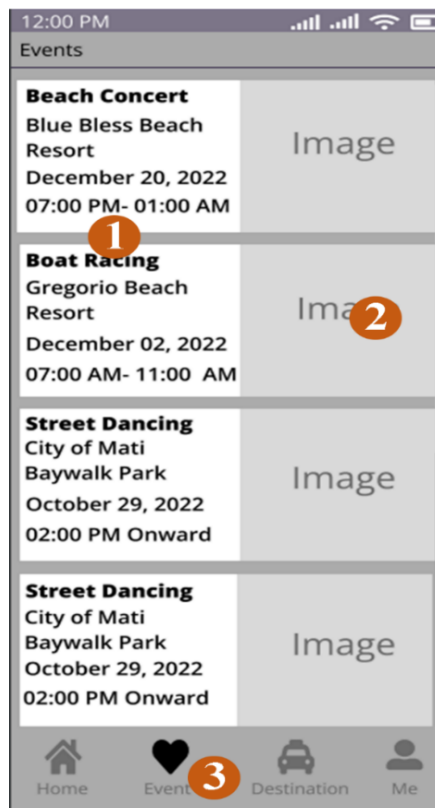 12:00 PM
Events
Beach Concert
Blue Bless Beach
Resort
December 20, 2022
07:00 PM- 01:00 AM
Image
1
Boat Racing
Gregorio Beach
Resort
December 02, 2022
07:00 AM- 11:00 AM
2
Street Dancing
City of Mati
Baywalk Park
October 29, 2022
02:00 PM Onward
Image
Street Dancing
City of Mati
Baywalk Park
October 29, 2022
02:00 PM Onward
Image
Home
Event
3
Destination
Me